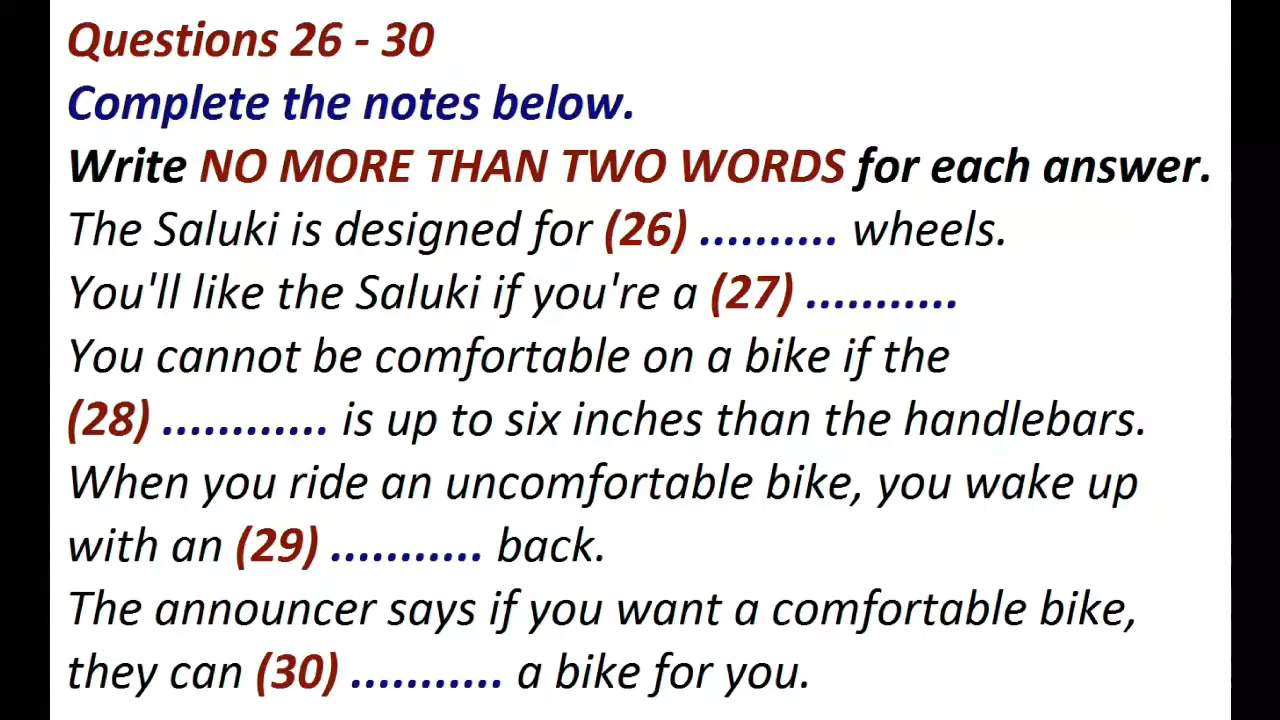 Questions 26 - 30
Complete the notes below.
Write NO MORE THAN TWO WORDS for each answer.
The Saluki is designed for (26) .......... wheels.
You'll like the Saluki if you're a (27) ...........
You cannot be comfortable on a bike if the
(28) ............ is up to six inches than the handlebars.
When you ride an uncomfortable bike, you wake up
with an (29) ........... back.
The announcer says if you want a comfortable bike,
they can (30) ........... a bike for you.